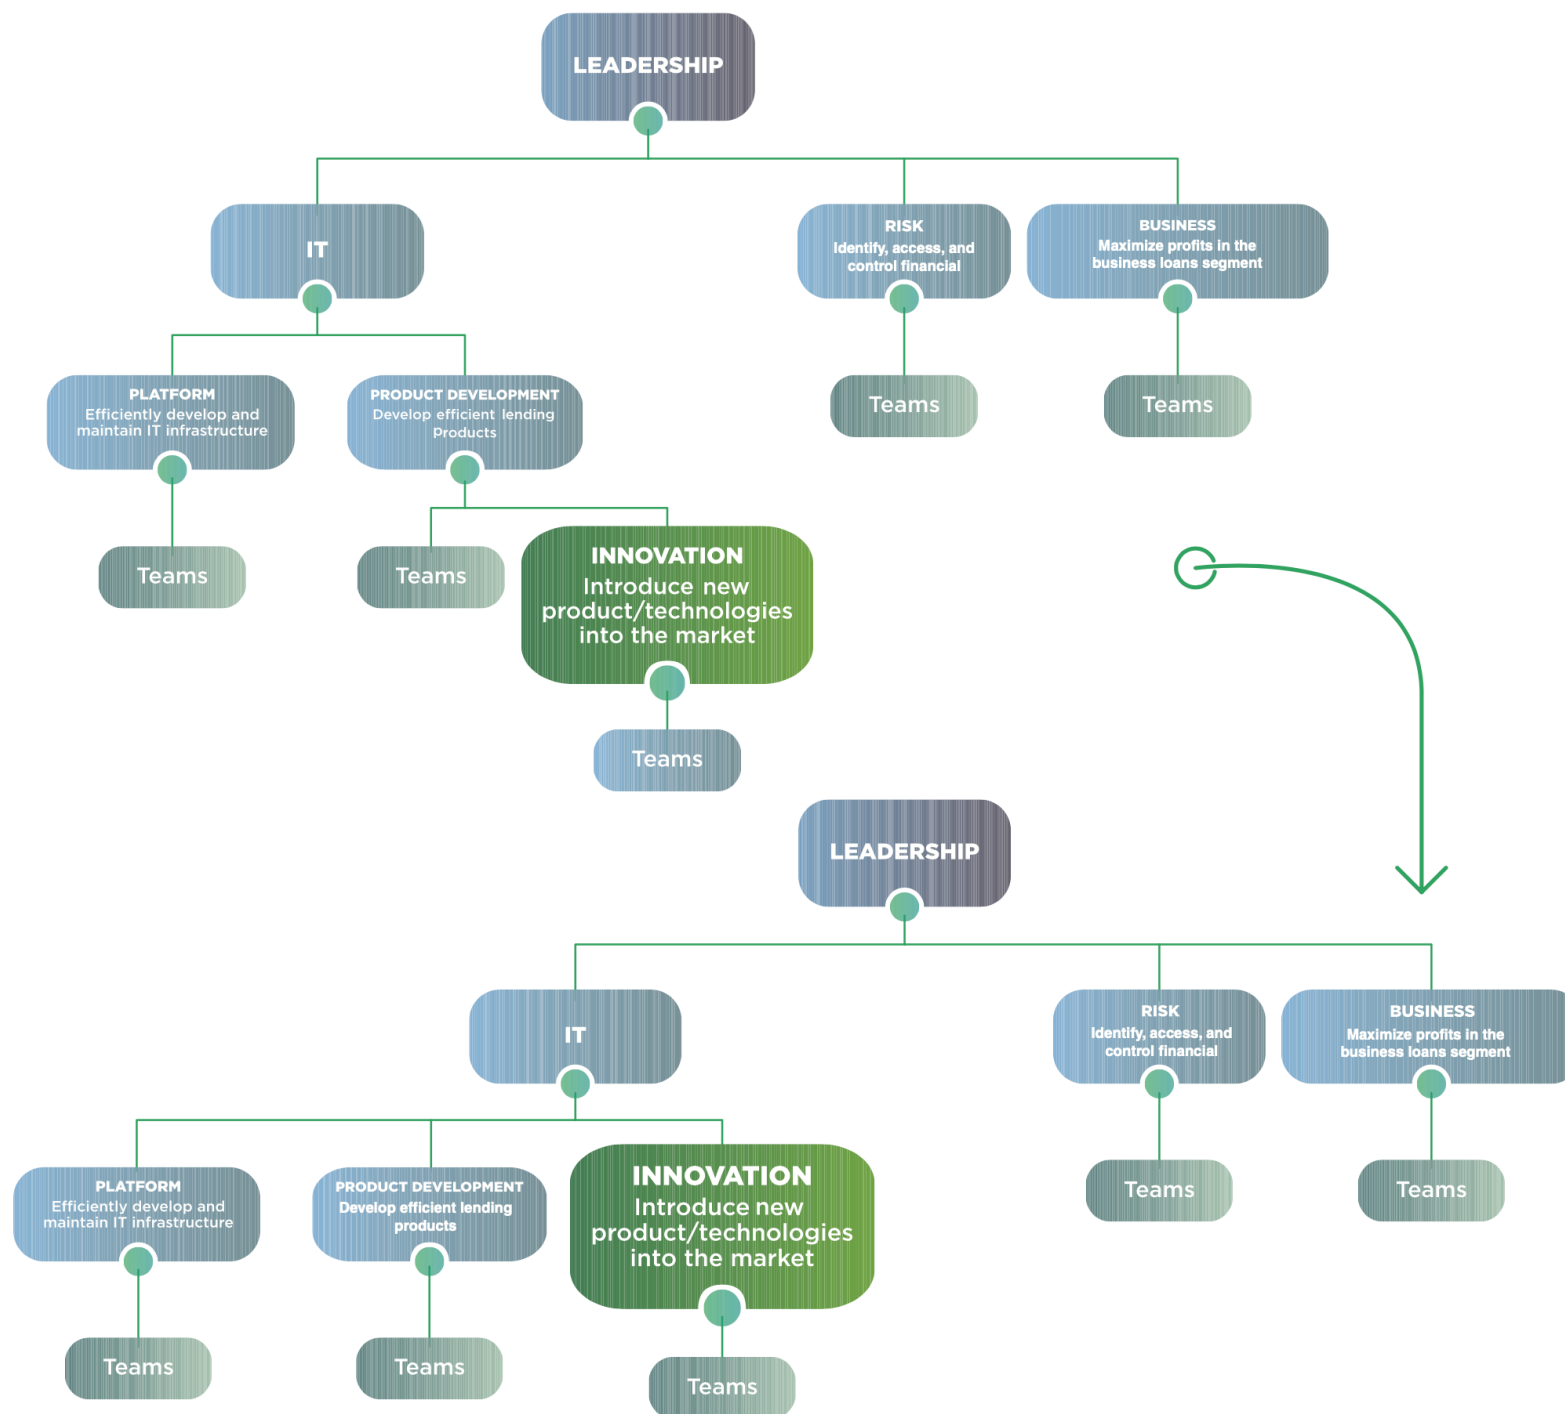 LEADERSHIP
IT
RISK
Identify, access, and
control financial
BUSINESS
Maximize profits in the
business loans segment
PLATFORM
Efficiently develop and
maintain IT infrastructure
PRODUCT DEVELOPMENT
Develop efficient lending
Products
Teams
Teams
Teams
Teams
INNOVATION
Introduce new
product/technologies
into the market
Teams
LEADERSHIP
IT
RISK
Identify, access, and
control financial
BUSINESS
Maximize profits in the
business loans segment
PLATFORM
Efficiently develop and
maintain IT infrastructure
PRODUCT DEVELOPMENT
Develop efficient lending
products
INNOVATION
Introduce new
product/technologies
into the market
Teams
Teams
Teams
Teams
Teams